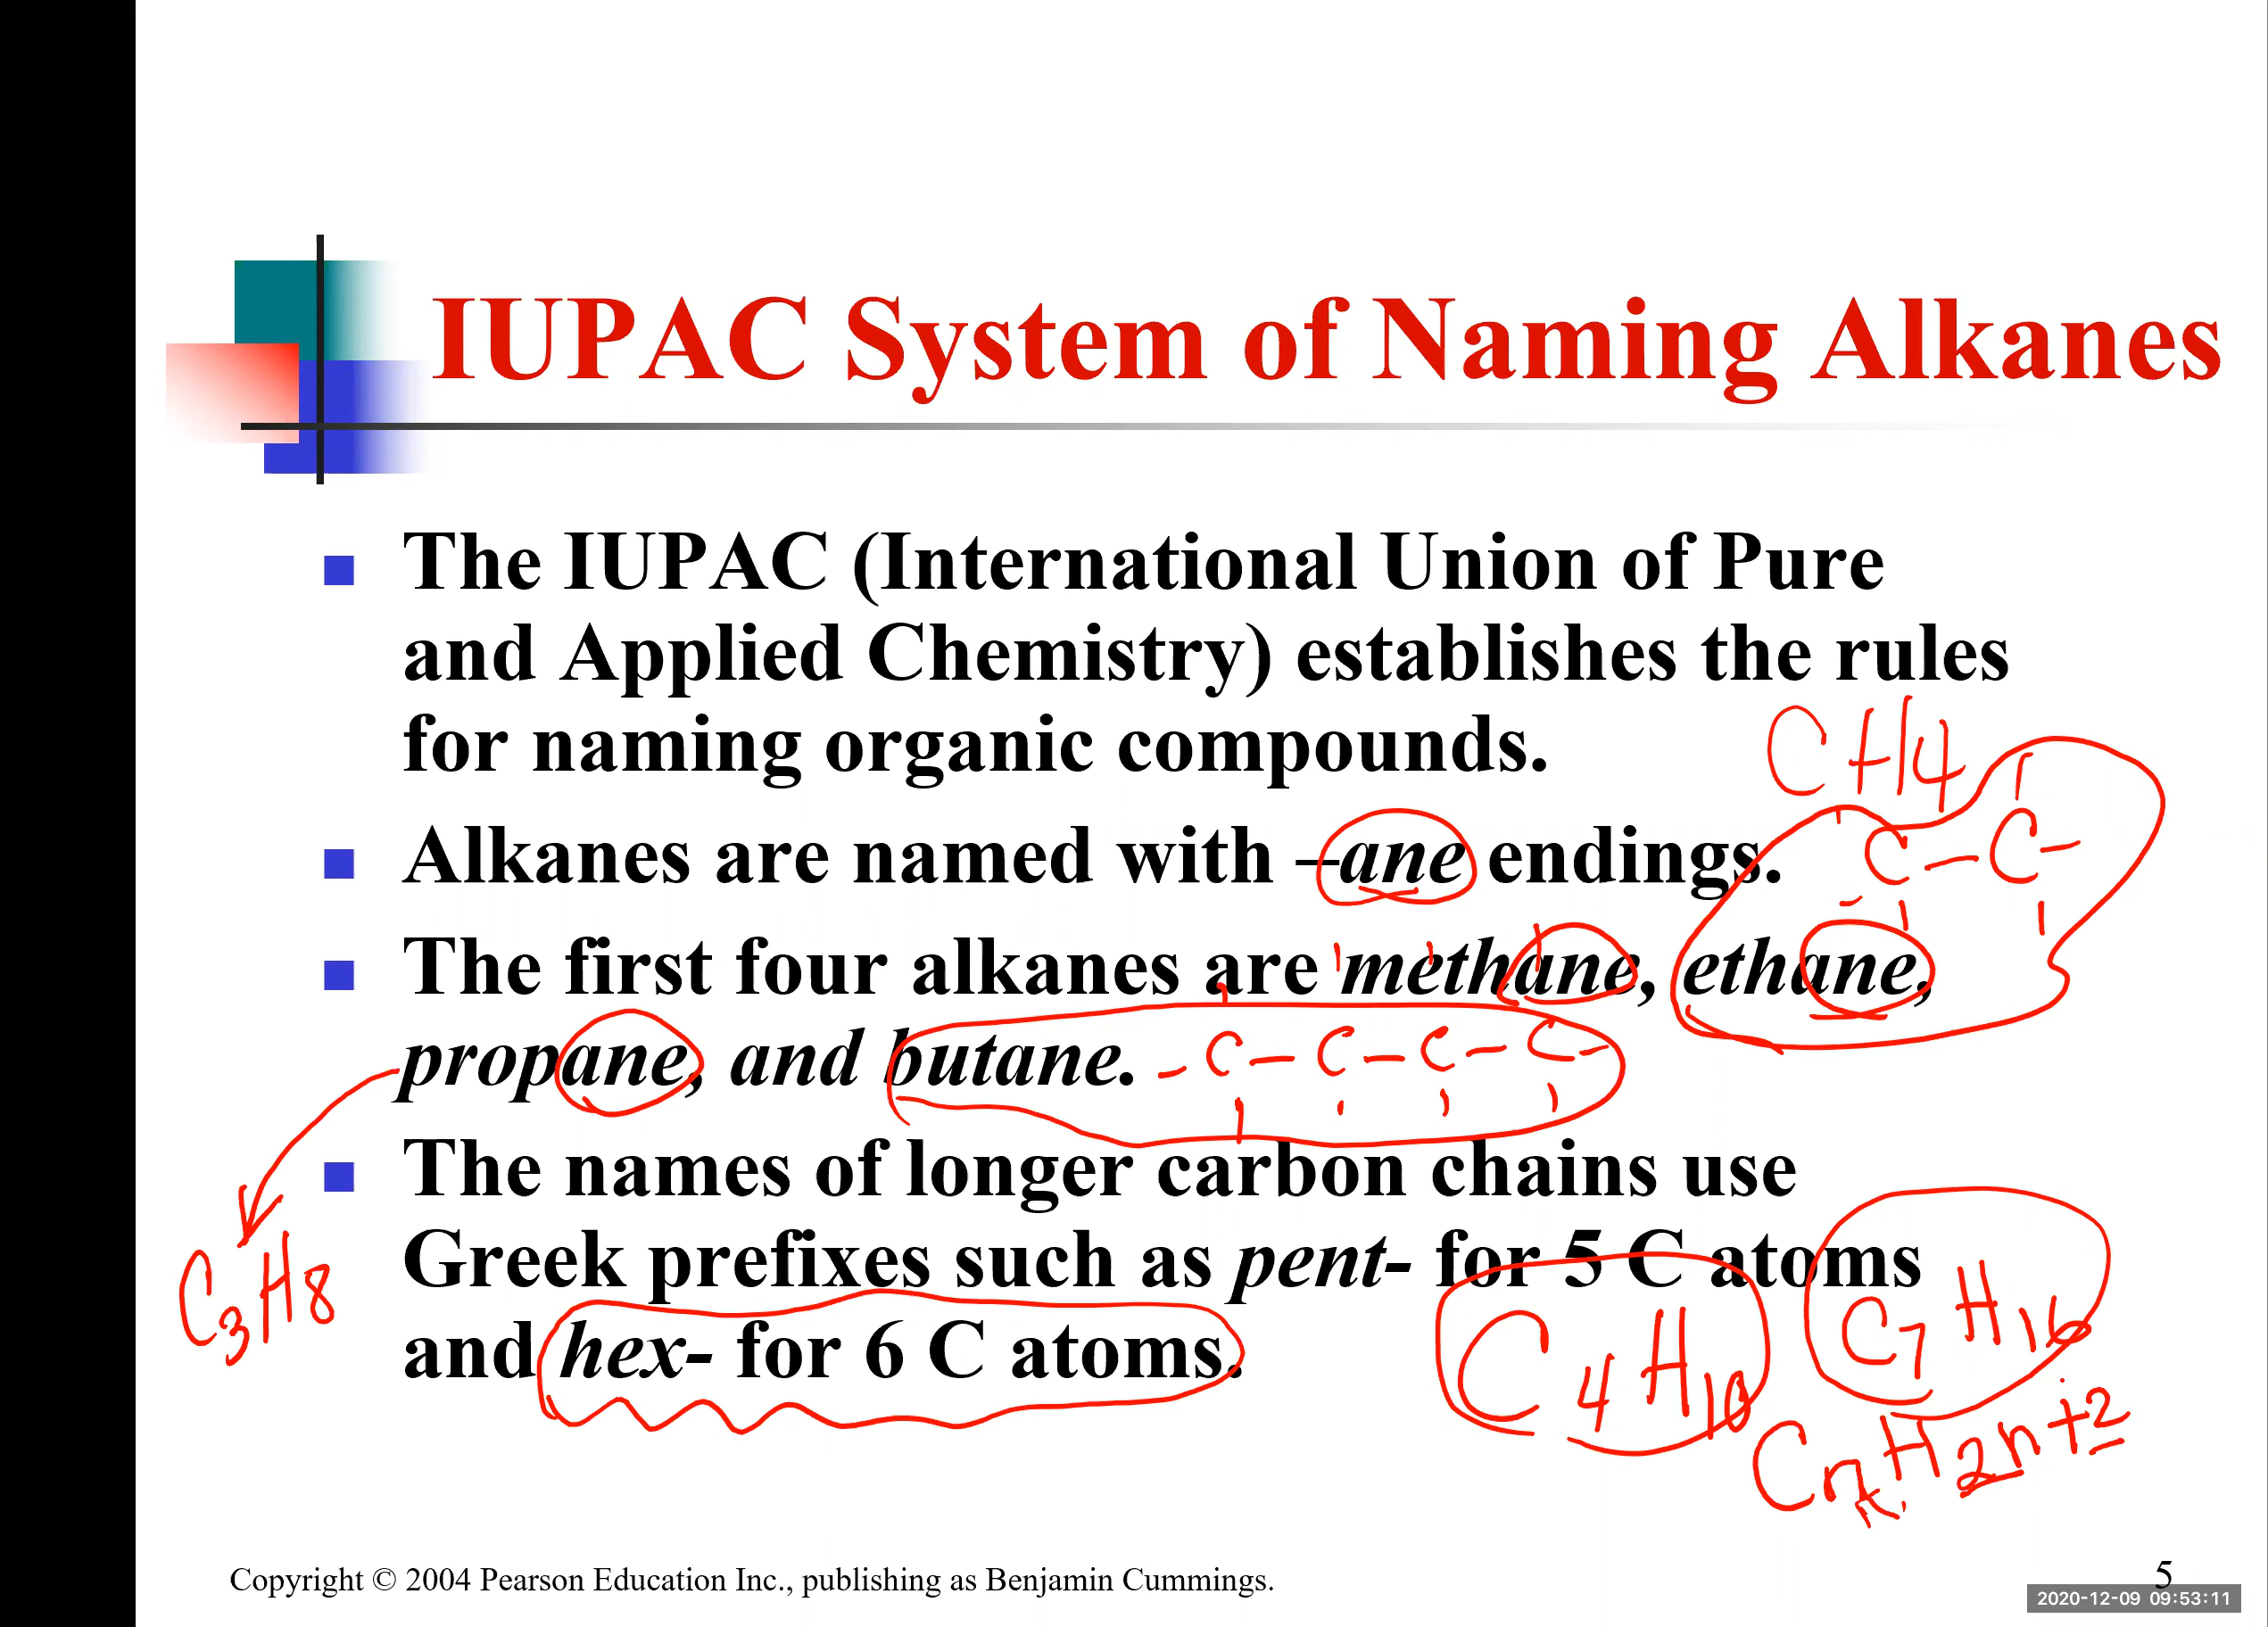 IUPAC System of Naming Alkanes
The IUPAC (International Union of Pure
and Applied Chemistry) establishes the rules
for naming organic compounds.
CH4
Alkanes are named with –ane endings.
C-C-
The first four alkanes are methane, ethane,
propane, and butane. -C-C-C-C-
The names of longer carbon chains use
Greek prefixes such as pent- for 5 C atoms
C3H8
and hex- for 6 C atoms.
C4H10
C7H16
CnH2n+2
Copyright © 2004 Pearson Education Inc., publishing as Benjamin Cummings.
5
2020-12-09 09:53:11